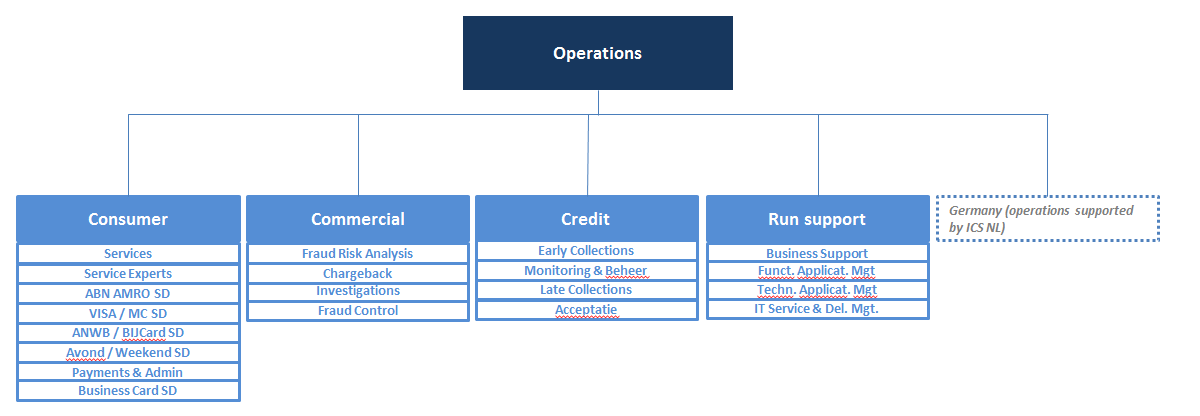 Operations
Consumer
Services
Service Experts
ABN AMRO SD
VISA / MC SD
ANWB / BIJCard SD
Avond / Weekend SD
Payments & Admin
Business Card SD
Commercial
Fraud Risk Analysis
Chargeback
Investigations
Fraud Control
Credit
Early Collections
Monitoring & Beheer
Late Collections
Acceptatie
Run support
Business Support
Funct. Applicat. Mgt
Techn. Applicat. Mgt
IT Service & Del. Mgt.
Germany (operations supported
by ICS NL)